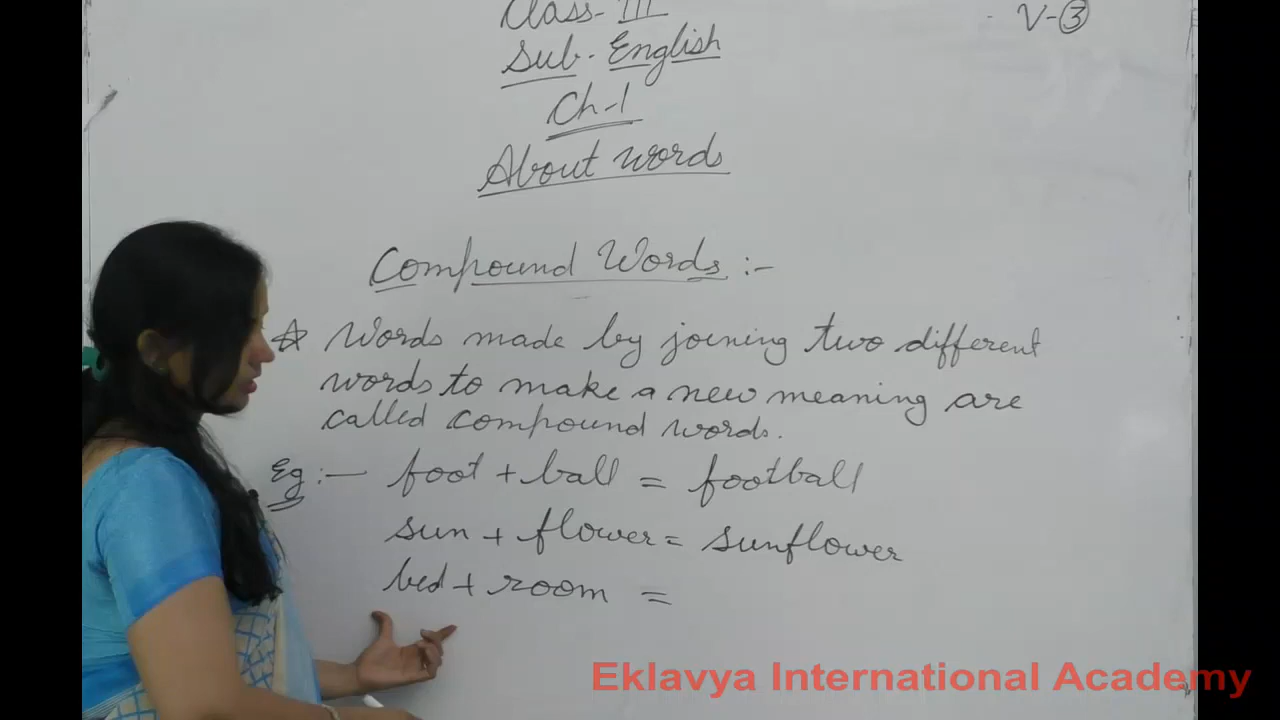 Class- III
V-③
Sub- English
Ch-1
About words
Compound Words :-
☆ Words made by joining two different
words to make a new meaning are
called compound words.
Eg :- foot + ball = football
sun + flower = sunflower
bed + room =
Eklavya International Academy